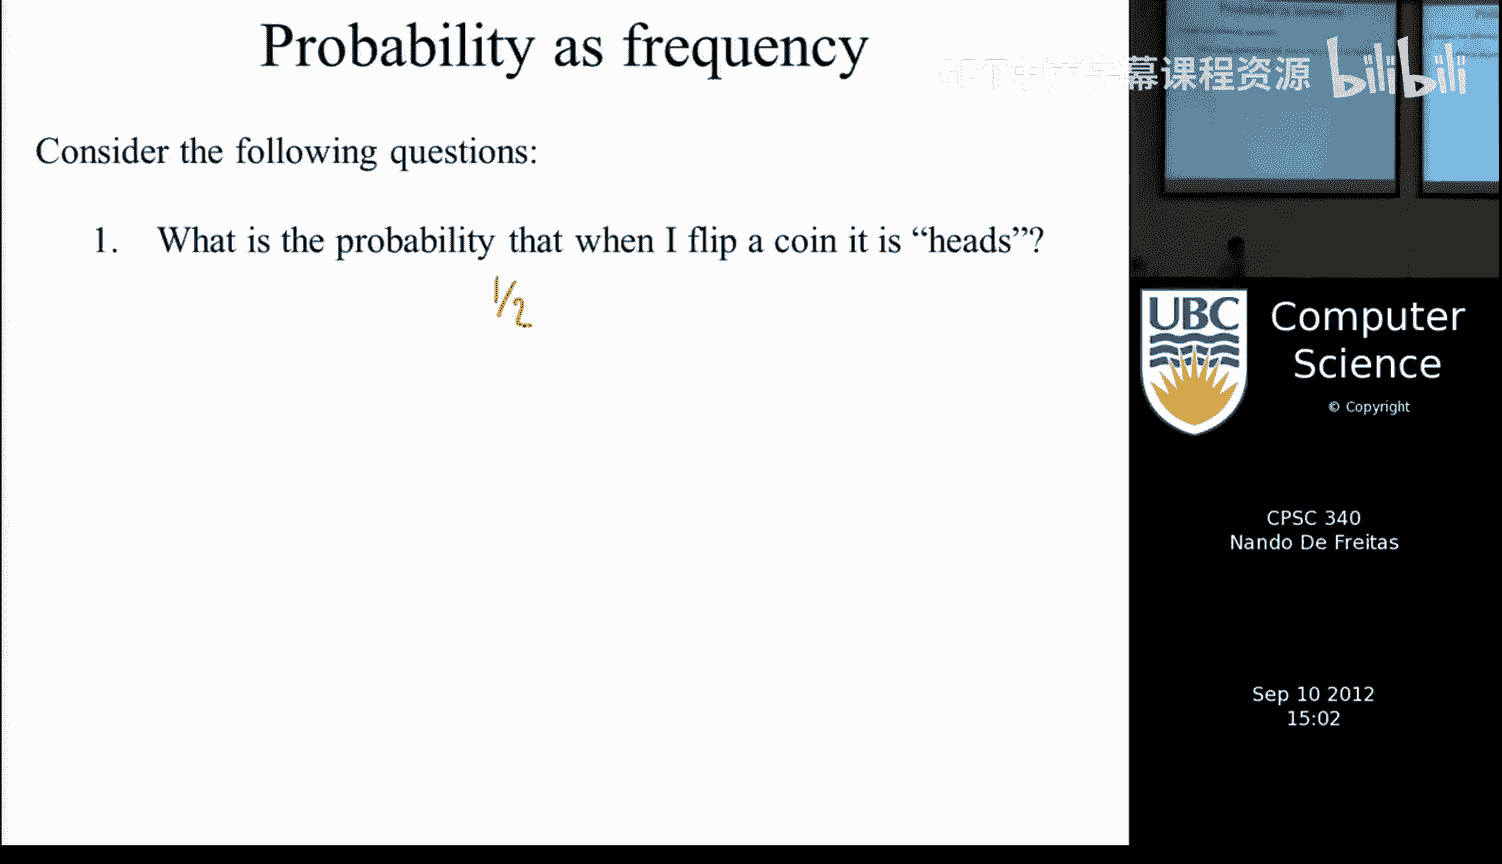 Probability as frequency
Consider the following questions:
1. What is the probability that when I flip a coin it is “heads”?
1/2
幕课程资源 bilibili
UBC
Computer
Science
© Copyright
CPSC 340
Nando De Freitas
Sep 10 2012
15:02